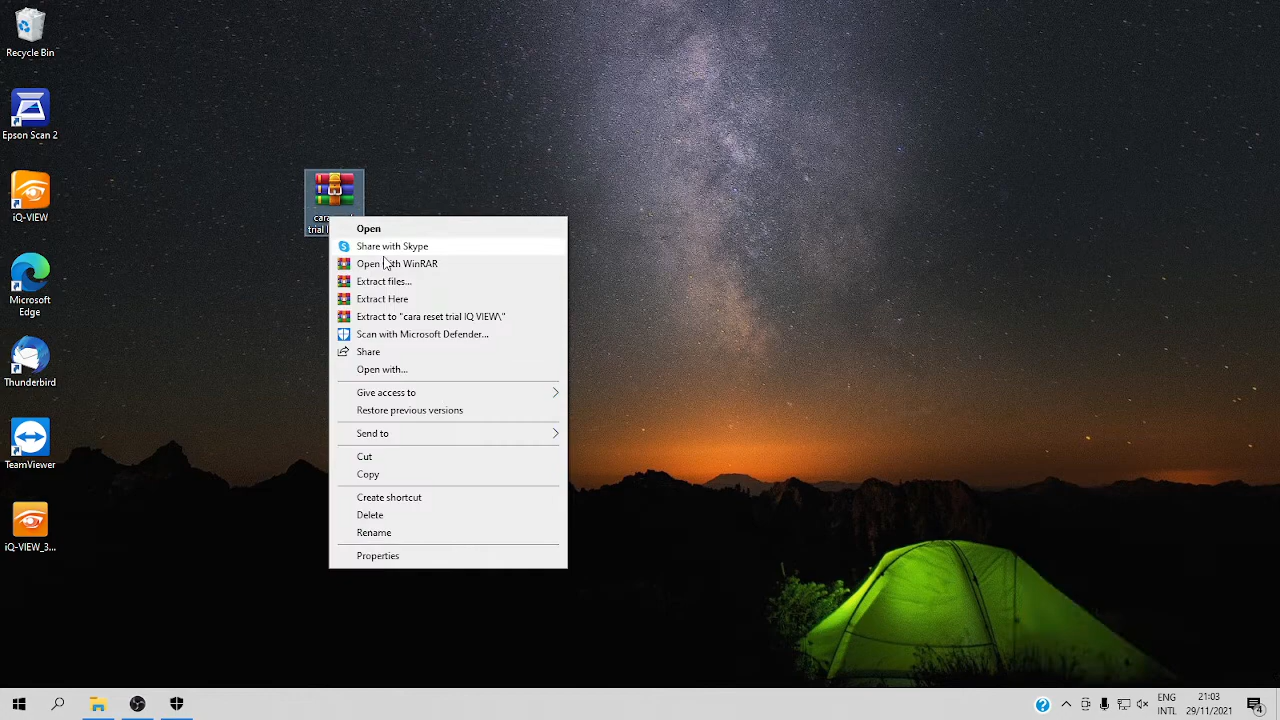 Recycle Bin
Epson Scan 2
iQ-VIEW
Microsoft
Edge
Thunderbird
TeamViewer
iQ-VIEW_3...
trial
Open
Share with Skype
Open with WinRAR
Extract files...
Extract Here
Extract to "cara reset trial IQ VIEW\"
Scan with Microsoft Defender...
Share
Open with...
Give access to
Restore previous versions
Send to
Cut
Copy
Create shortcut
Delete
Rename
Properties
ENG
INTL
21:03
29/11/2021
4